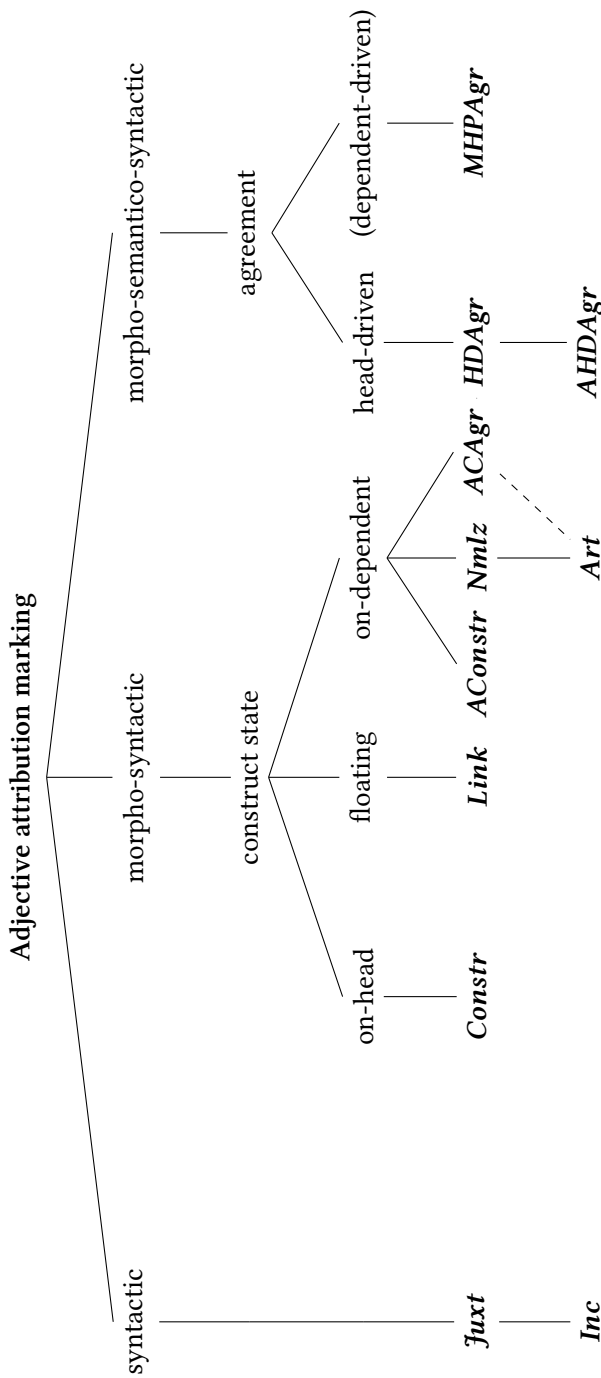 Adjective attribution marking
syntactic morpho-syntactic morpho-semantico-syntactic
construct state agreement
on-head floating on-dependent head-driven (dependent-driven)
Juxt Constr Link AConstr Nmlz ACAgr HDAgr MHPAgr
Inc Art AHDAgr